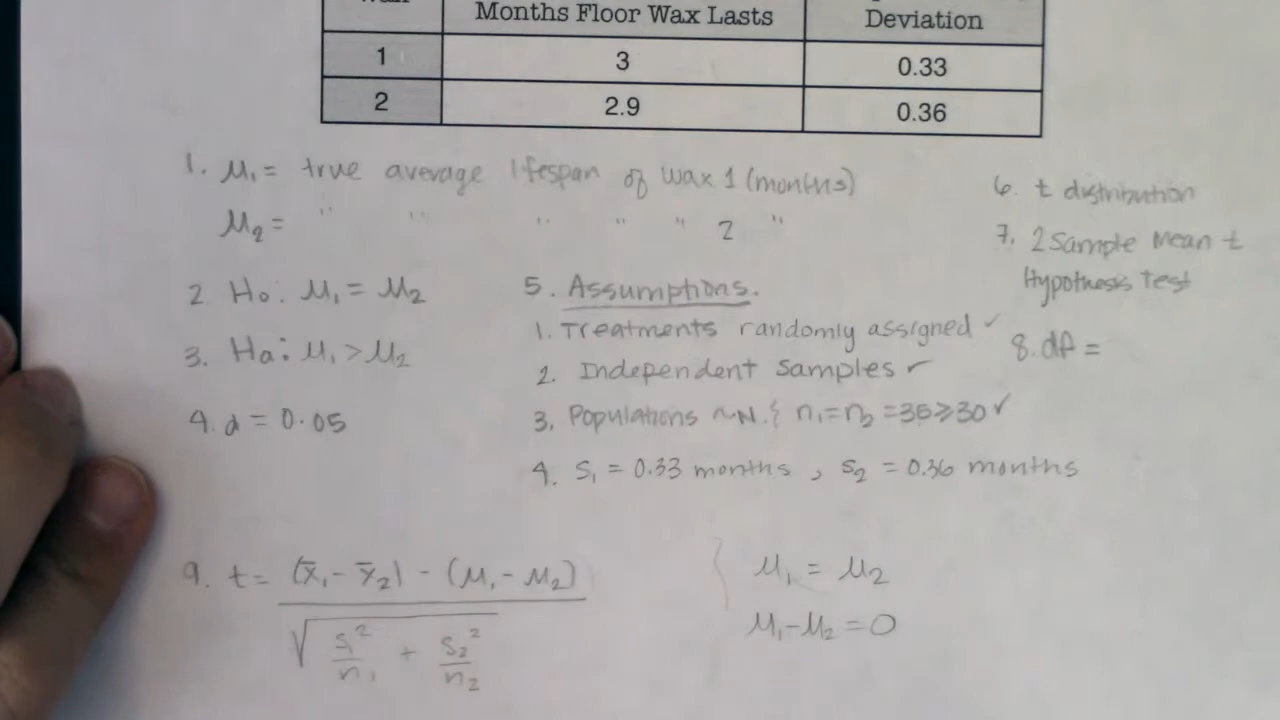 Months Floor Wax Lasts
Deviation
1 3 0.33
2 2.9 0.36
1. μ₁ = true average lifespan of wax 1 (months)
μ₂ = " " " " " 2 "
2 Ho: μ₁ = μ₂
3. Ha: μ₁ > μ₂
4. α = 0.05
5. Assumptions.
1. Treatments randomly assigned ✓
2. Independent Samples ✓
3. Populations ~N. { n₁ = n₂ = 35 ≥ 30 ✓
4. S₁ = 0.33 months, S₂ = 0.36 months
6. t distribution
7. 2 Sample Mean t
Hypothesis Test
8. df =
9. t = (x̄₁ - x̄₂) - (μ₁ - μ₂)
√ S₁²/n₁ + S₂²/n₂
{ μ₁ = μ₂
μ₁ - μ₂ = 0